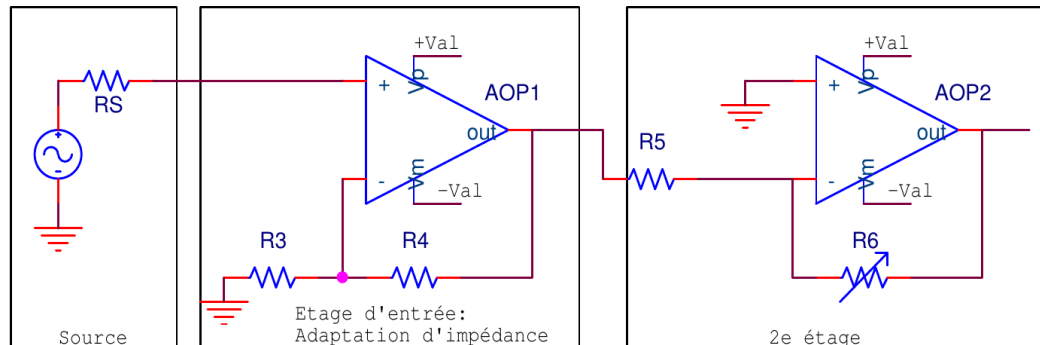 +Val
+Val
RS
+
Vp
AOP1
+
Vp
AOP2
+
-
out
R5
out
-
Vm
-Val
-
Vm
-Val
R3
R4
R6
Etage d'entrée:
Source
Adaptation d'impédance
2e étage